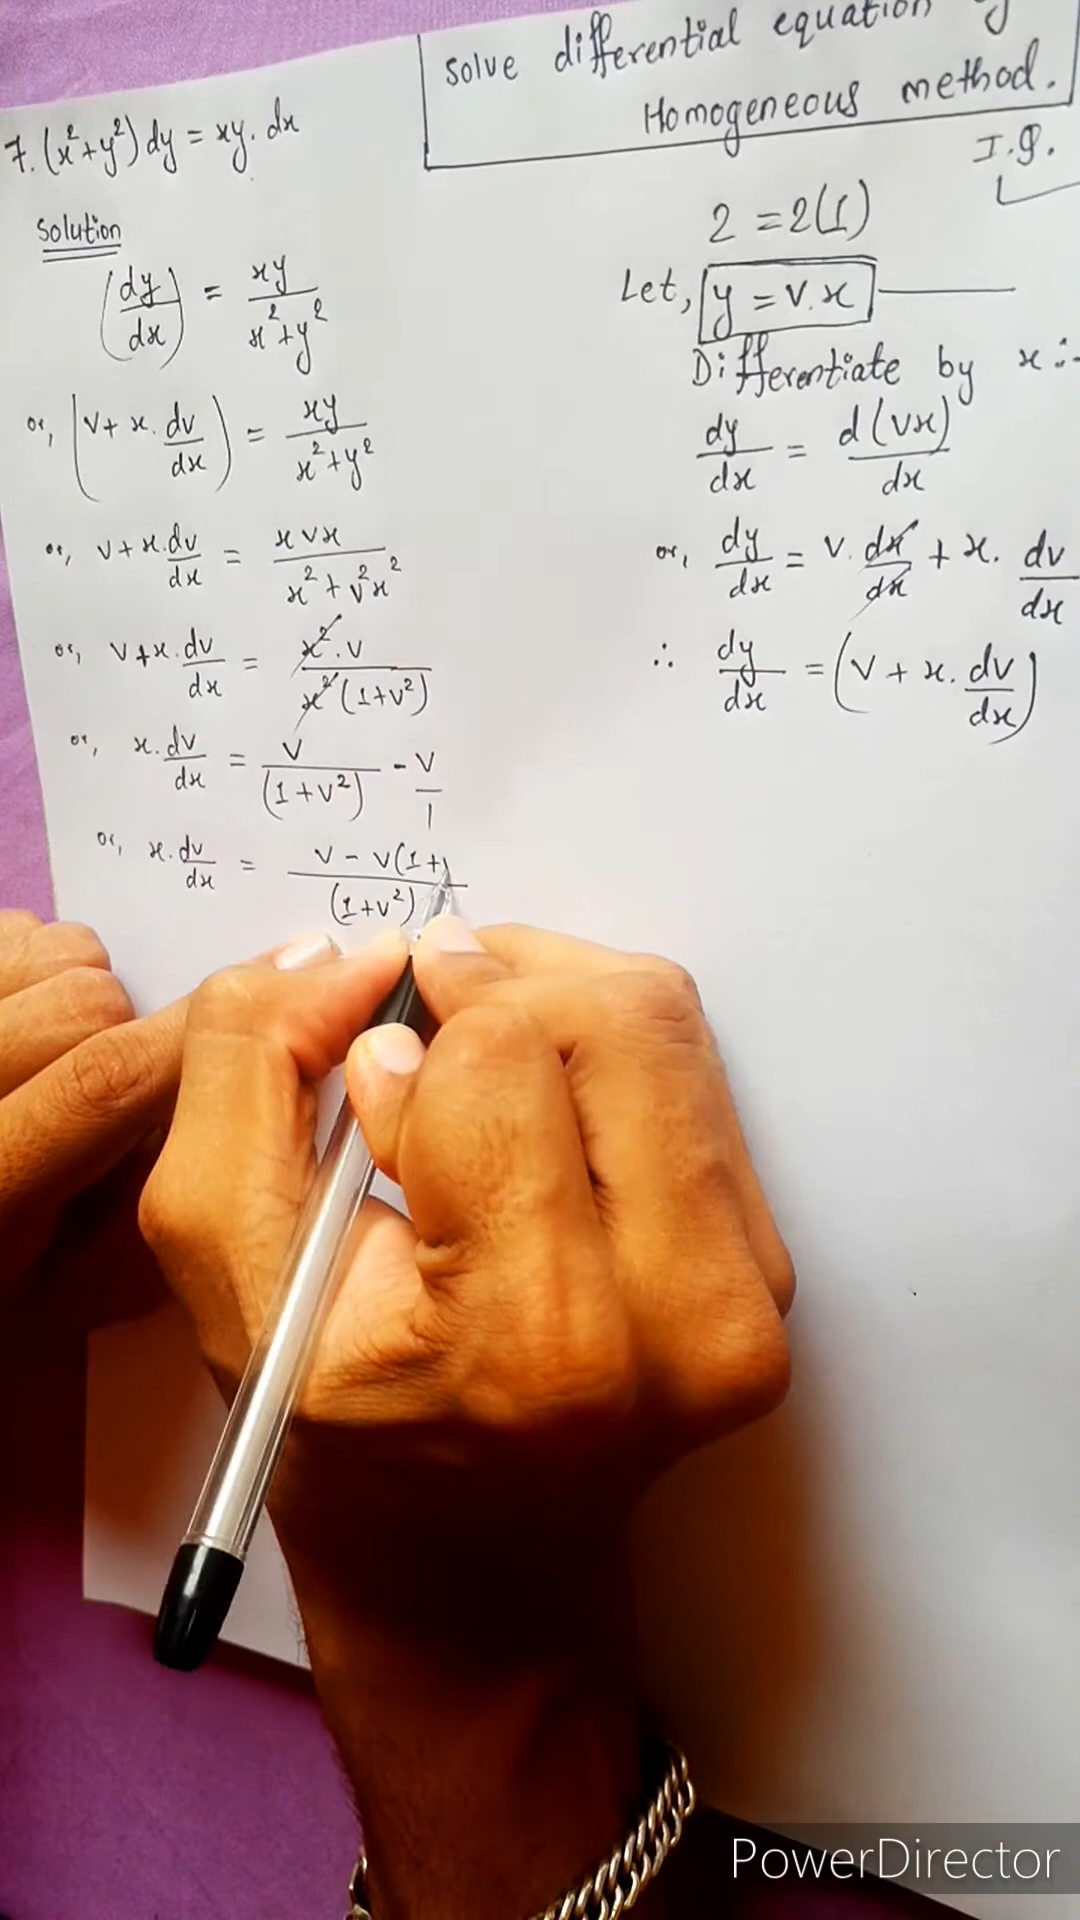 solve differential equation
Homogeneous method.
I.g.
7. (x²+y²) dy = xy. dx
Solution
(dy/dx) = xy/(x²+y²)
or, (v + x. dv/dx) = xy/(x²+y²)
or, v + x. dv/dx = x v x/(x² + v²x²)
or, v + x. dv/dx = x². v/(x² (1+v²))
or, x. dv/dx = v/(1+v²) - v/1
or, x. dv/dx = v - v(1+/(1+v²)
2 = 2(1)
Let, y = v. x
Differentiate by x :-
dy/dx = d(vx)/dx
or, dy/dx = v. dx/dx + x. dv/dx
∴ dy/dx = (v + x. dv/dx)
PowerDirector